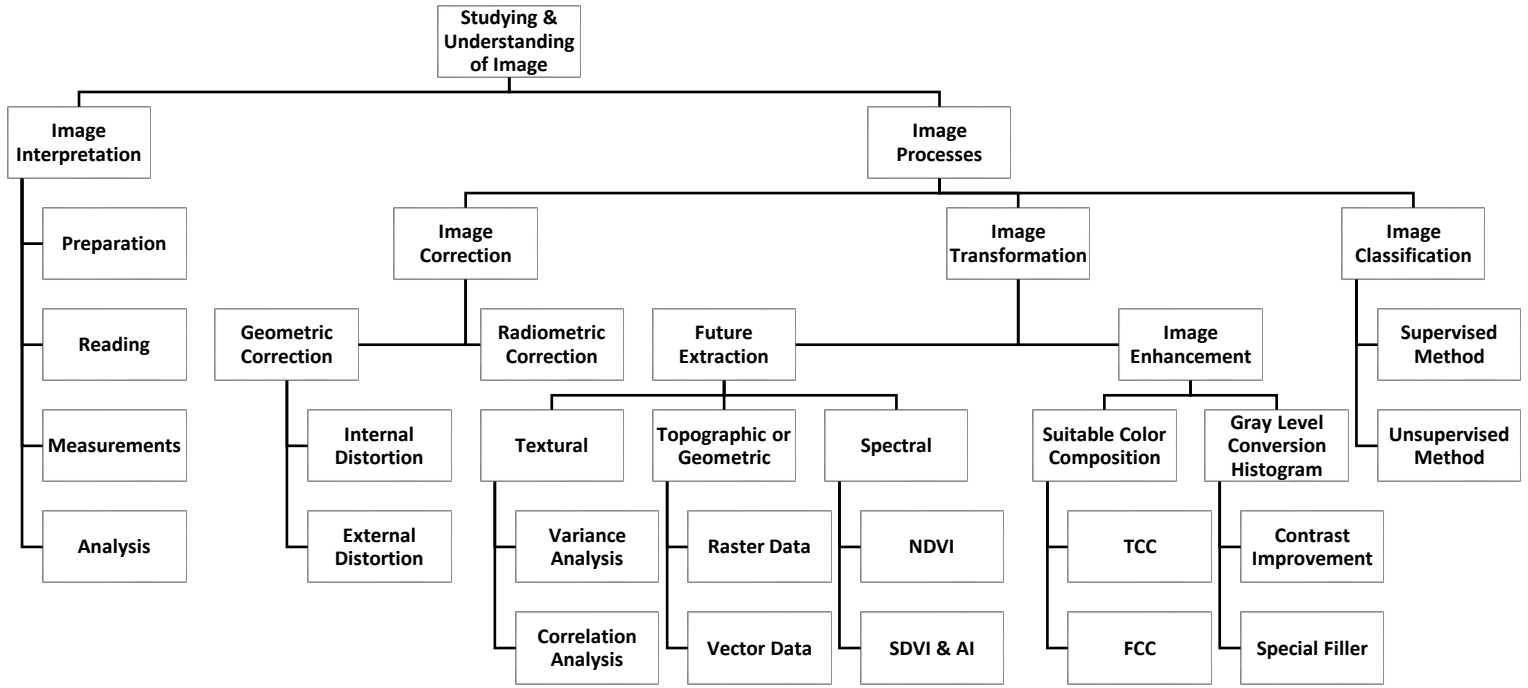 Studying &
Understanding
of Image
Image
Interpretation
Image
Processes
Preparation
Image
Correction
Image
Transformation
Image
Classification
Reading
Geometric
Correction
Radiometric
Correction
Future
Extraction
Image
Enhancement
Supervised
Method
Measurements
Internal
Distortion
Textural
Topographic or
Geometric
Spectral
Suitable Color
Composition
Gray Level
Conversion
Histogram
Unsupervised
Method
Analysis
External
Distortion
Variance
Analysis
Raster Data
NDVI
TCC
Contrast
Improvement
Correlation
Analysis
Vector Data
SDVI & AI
FCC
Special Filler